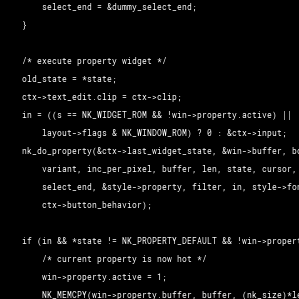 select_end = &dummy_select_end;
}
/* execute property widget */
old_state = *state;
ctx->text_edit.clip = ctx->clip;
in = ((s == NK_WIDGET_ROM && !win->property.active) ||
layout->flags & NK_WINDOW_ROM) ? 0 : &ctx->input;
nk_do_property(&ctx->last_widget_state, &win->buffer, bo
variant, inc_per_pixel, buffer, len, state, cursor,
select_end, &style->property, filter, in, style->fon
ctx->button_behavior);
if (in && *state != NK_PROPERTY_DEFAULT && !win->propert
/* current property is now hot */
win->property.active = 1;
NK_MEMCPY(win->property.buffer, buffer, (nk_size)*l